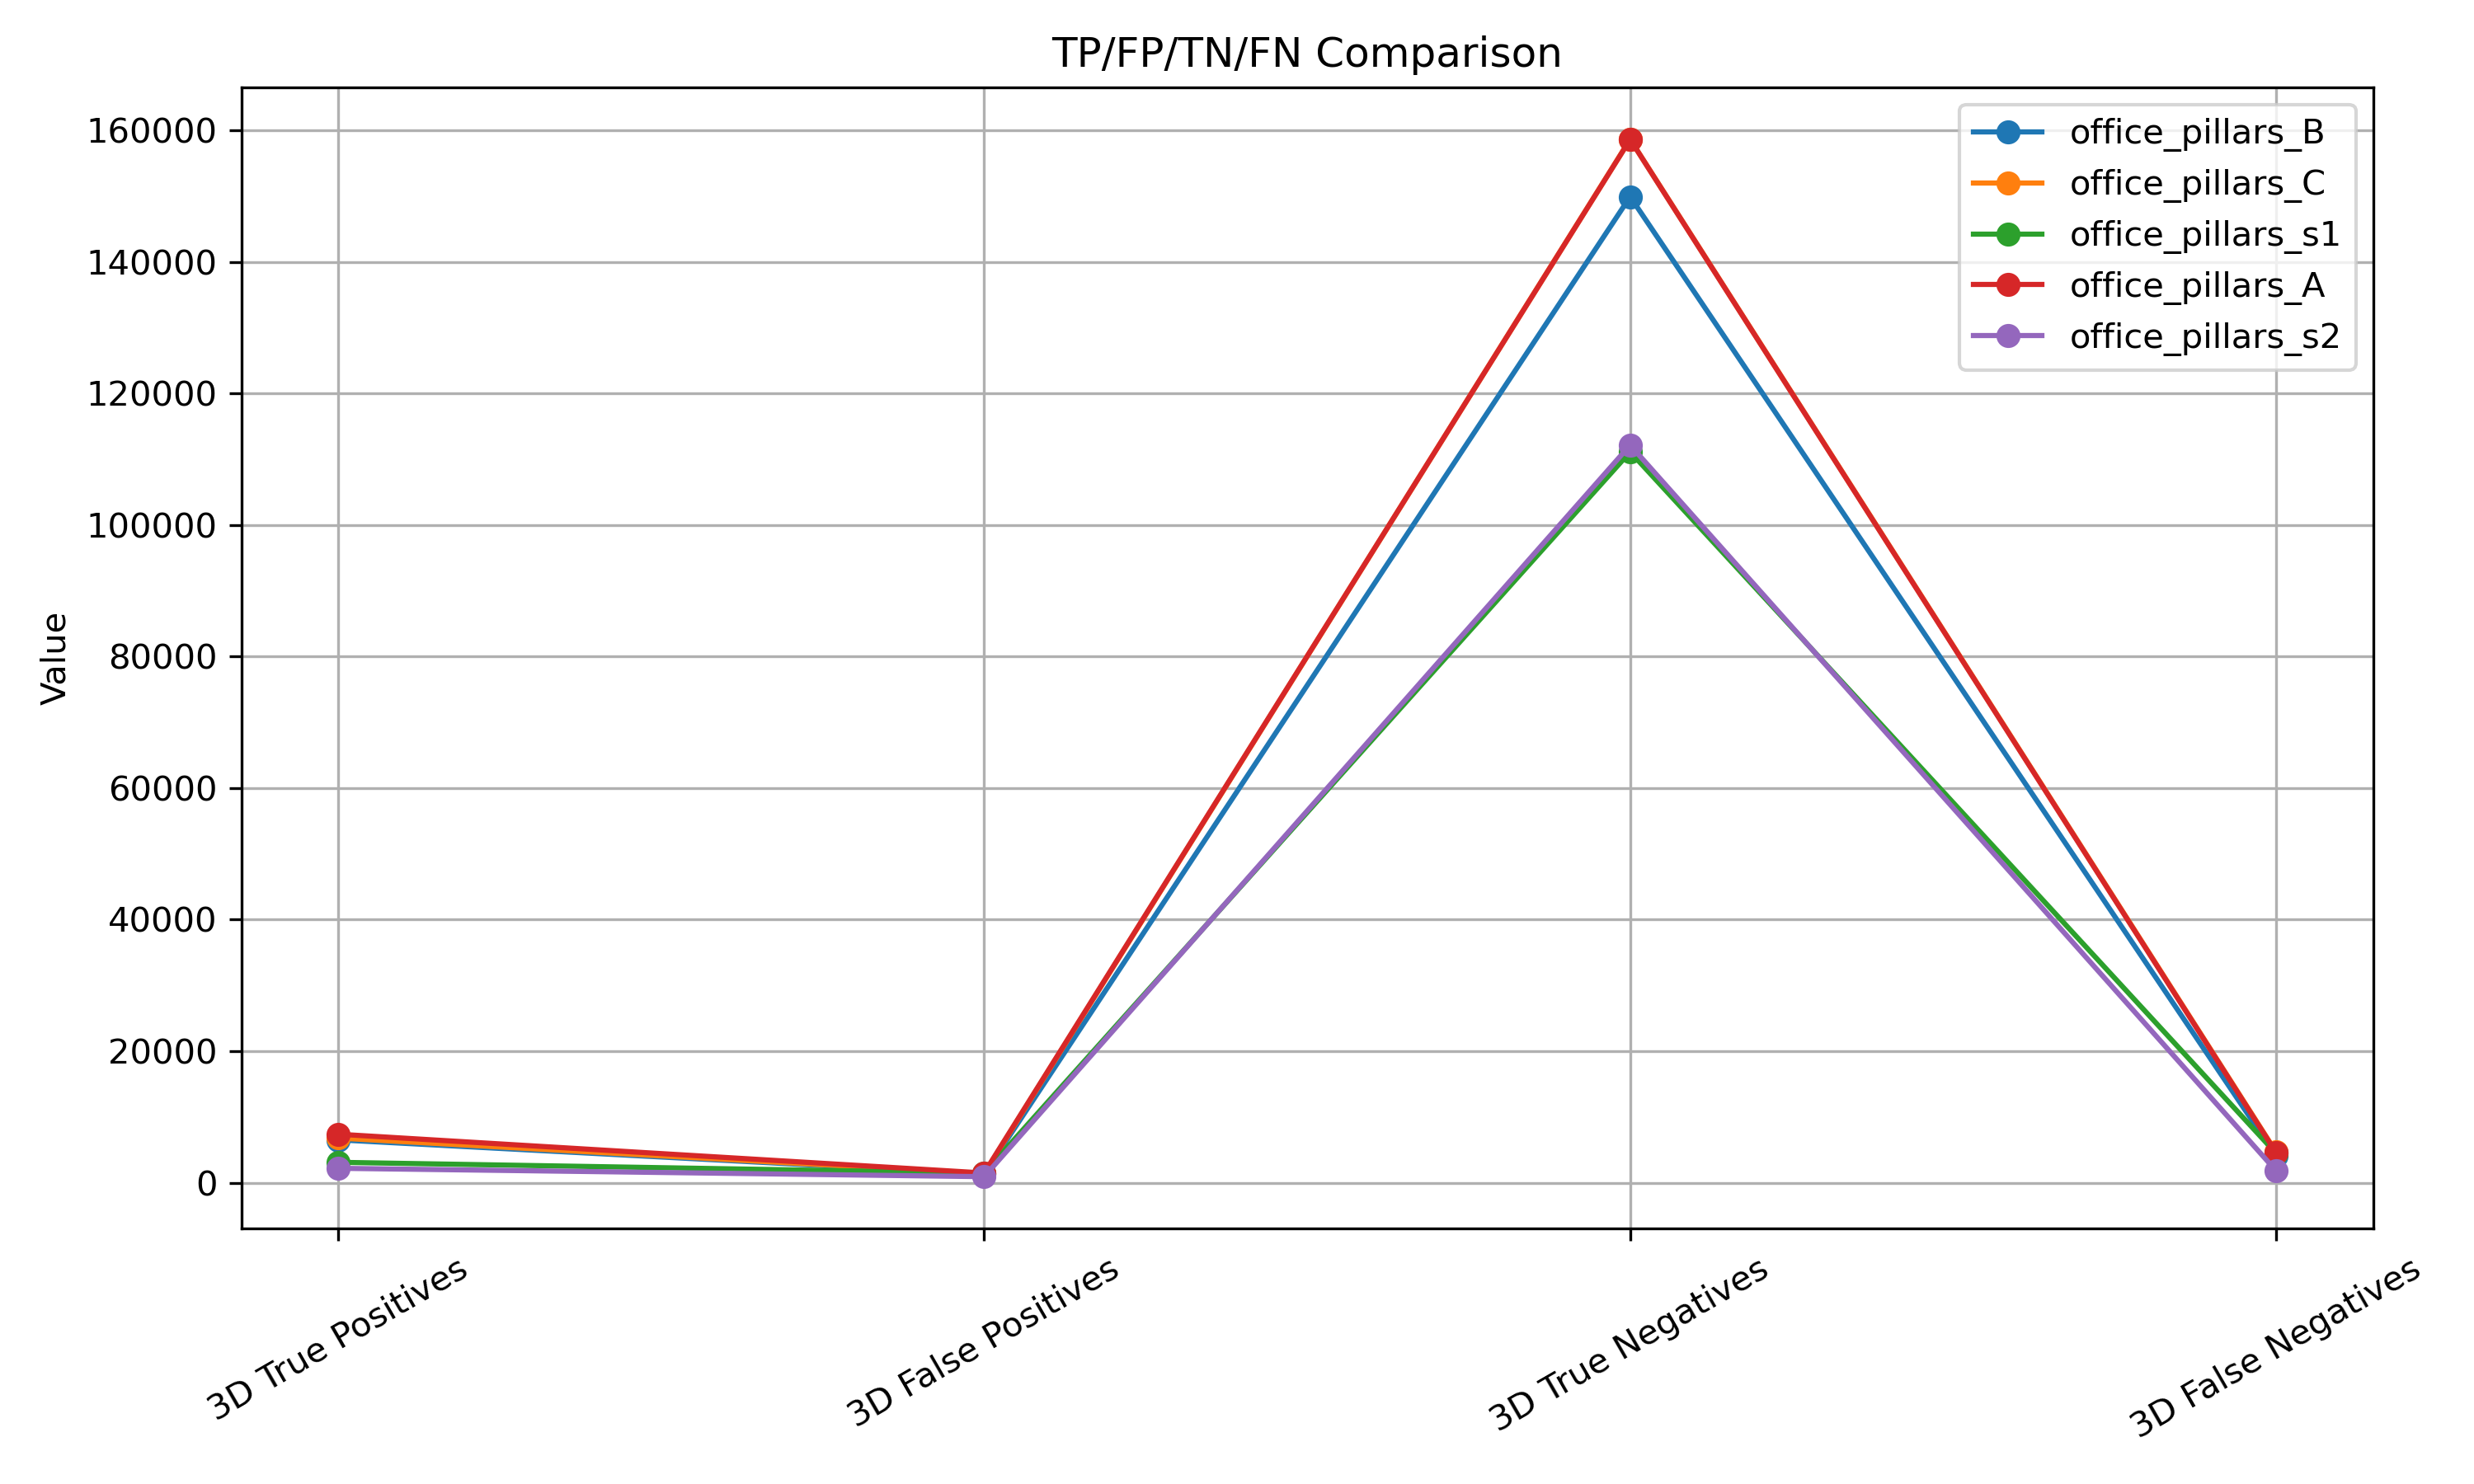 TP/FP/TN/FN Comparison
160000
140000
120000
100000
80000
60000
40000
20000
0
Value
office_pillars_B
office_pillars_C
office_pillars_s1
office_pillars_A
office_pillars_s2
3D True Positives
3D False Positives
3D True Negatives
3D False Negatives